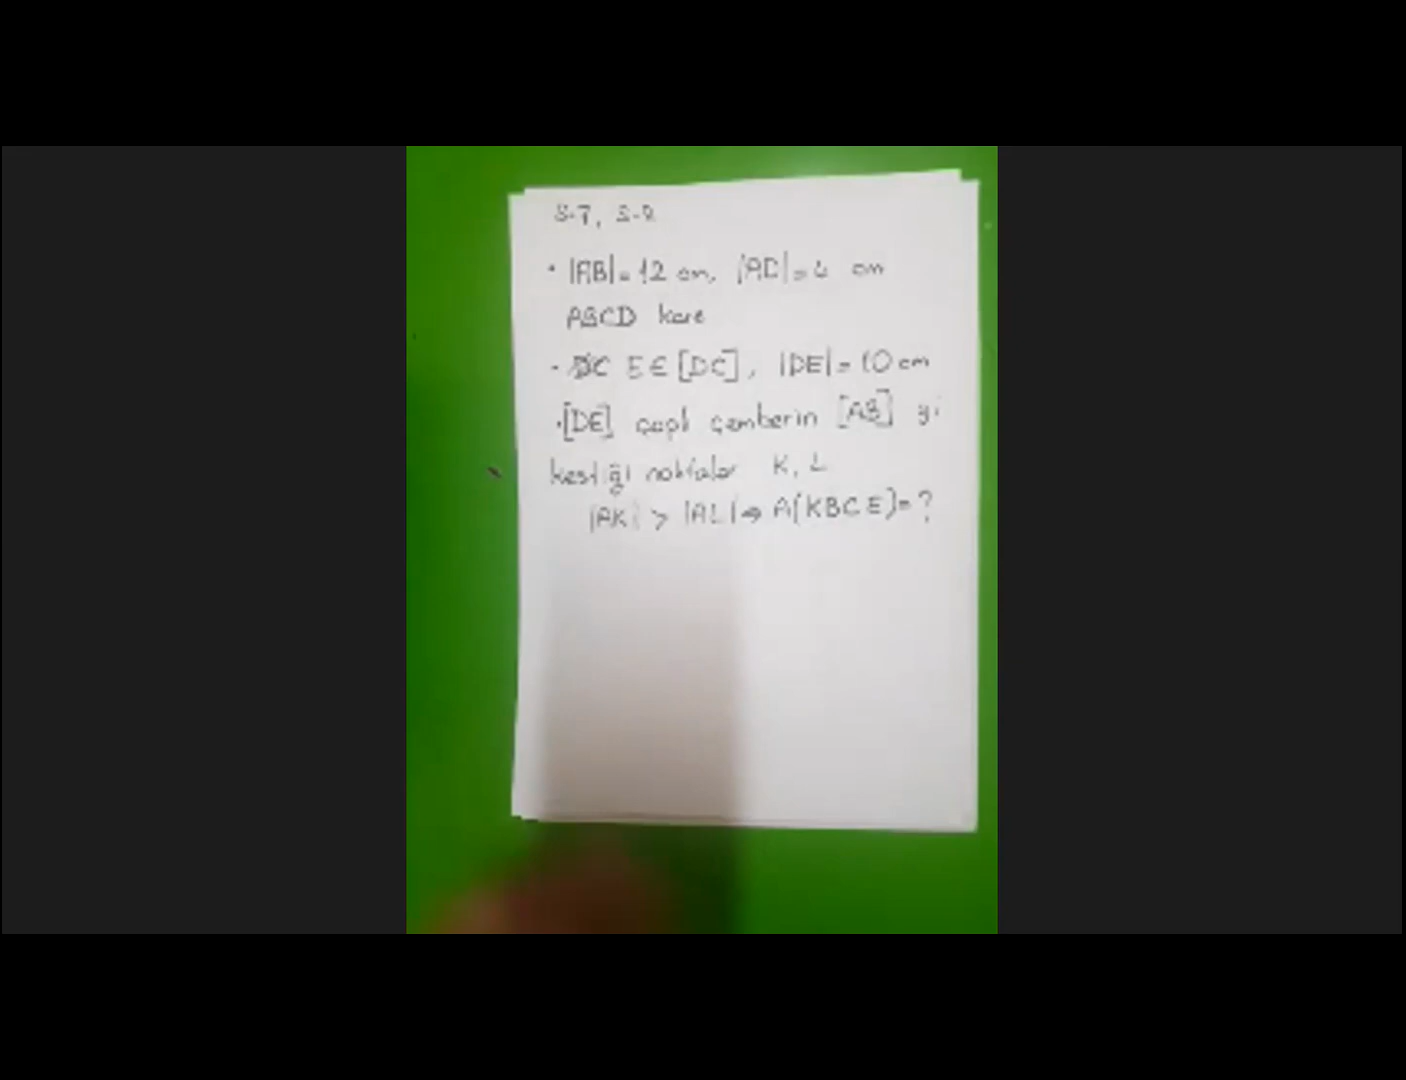 S-7, S-8
• |AB| = 12 cm, |AD| = 4 cm
ABCD kare
• E ∈ [DC], |DE| = 10 cm
• [DE] çaplı çemberin [AB] yi
kestiği noktalar K, L
|AK| > |AL| ⇒ A(KBCE) = ?